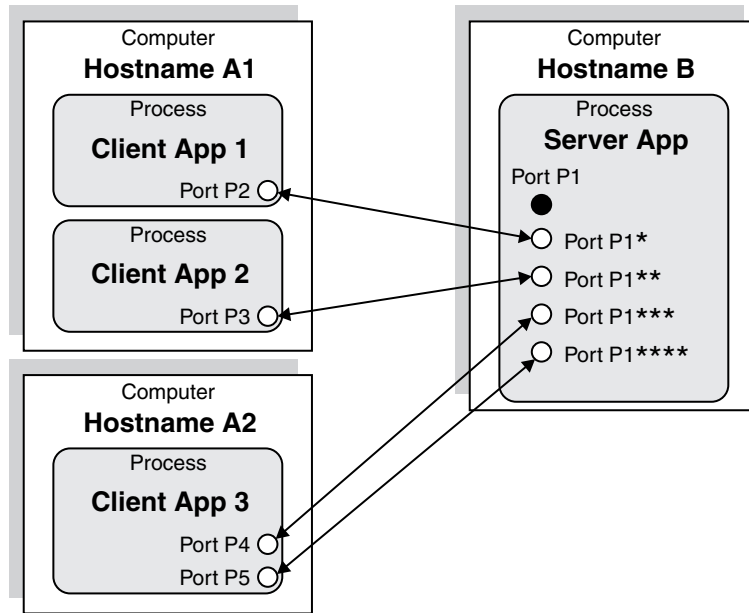 Computer
Hostname A1
Process
Client App 1
Port P2
Process
Client App 2
Port P3
Computer
Hostname A2
Process
Client App 3
Port P4
Port P5
Computer
Hostname B
Process
Server App
Port P1
Port P1*
Port P1**
Port P1***
Port P1****